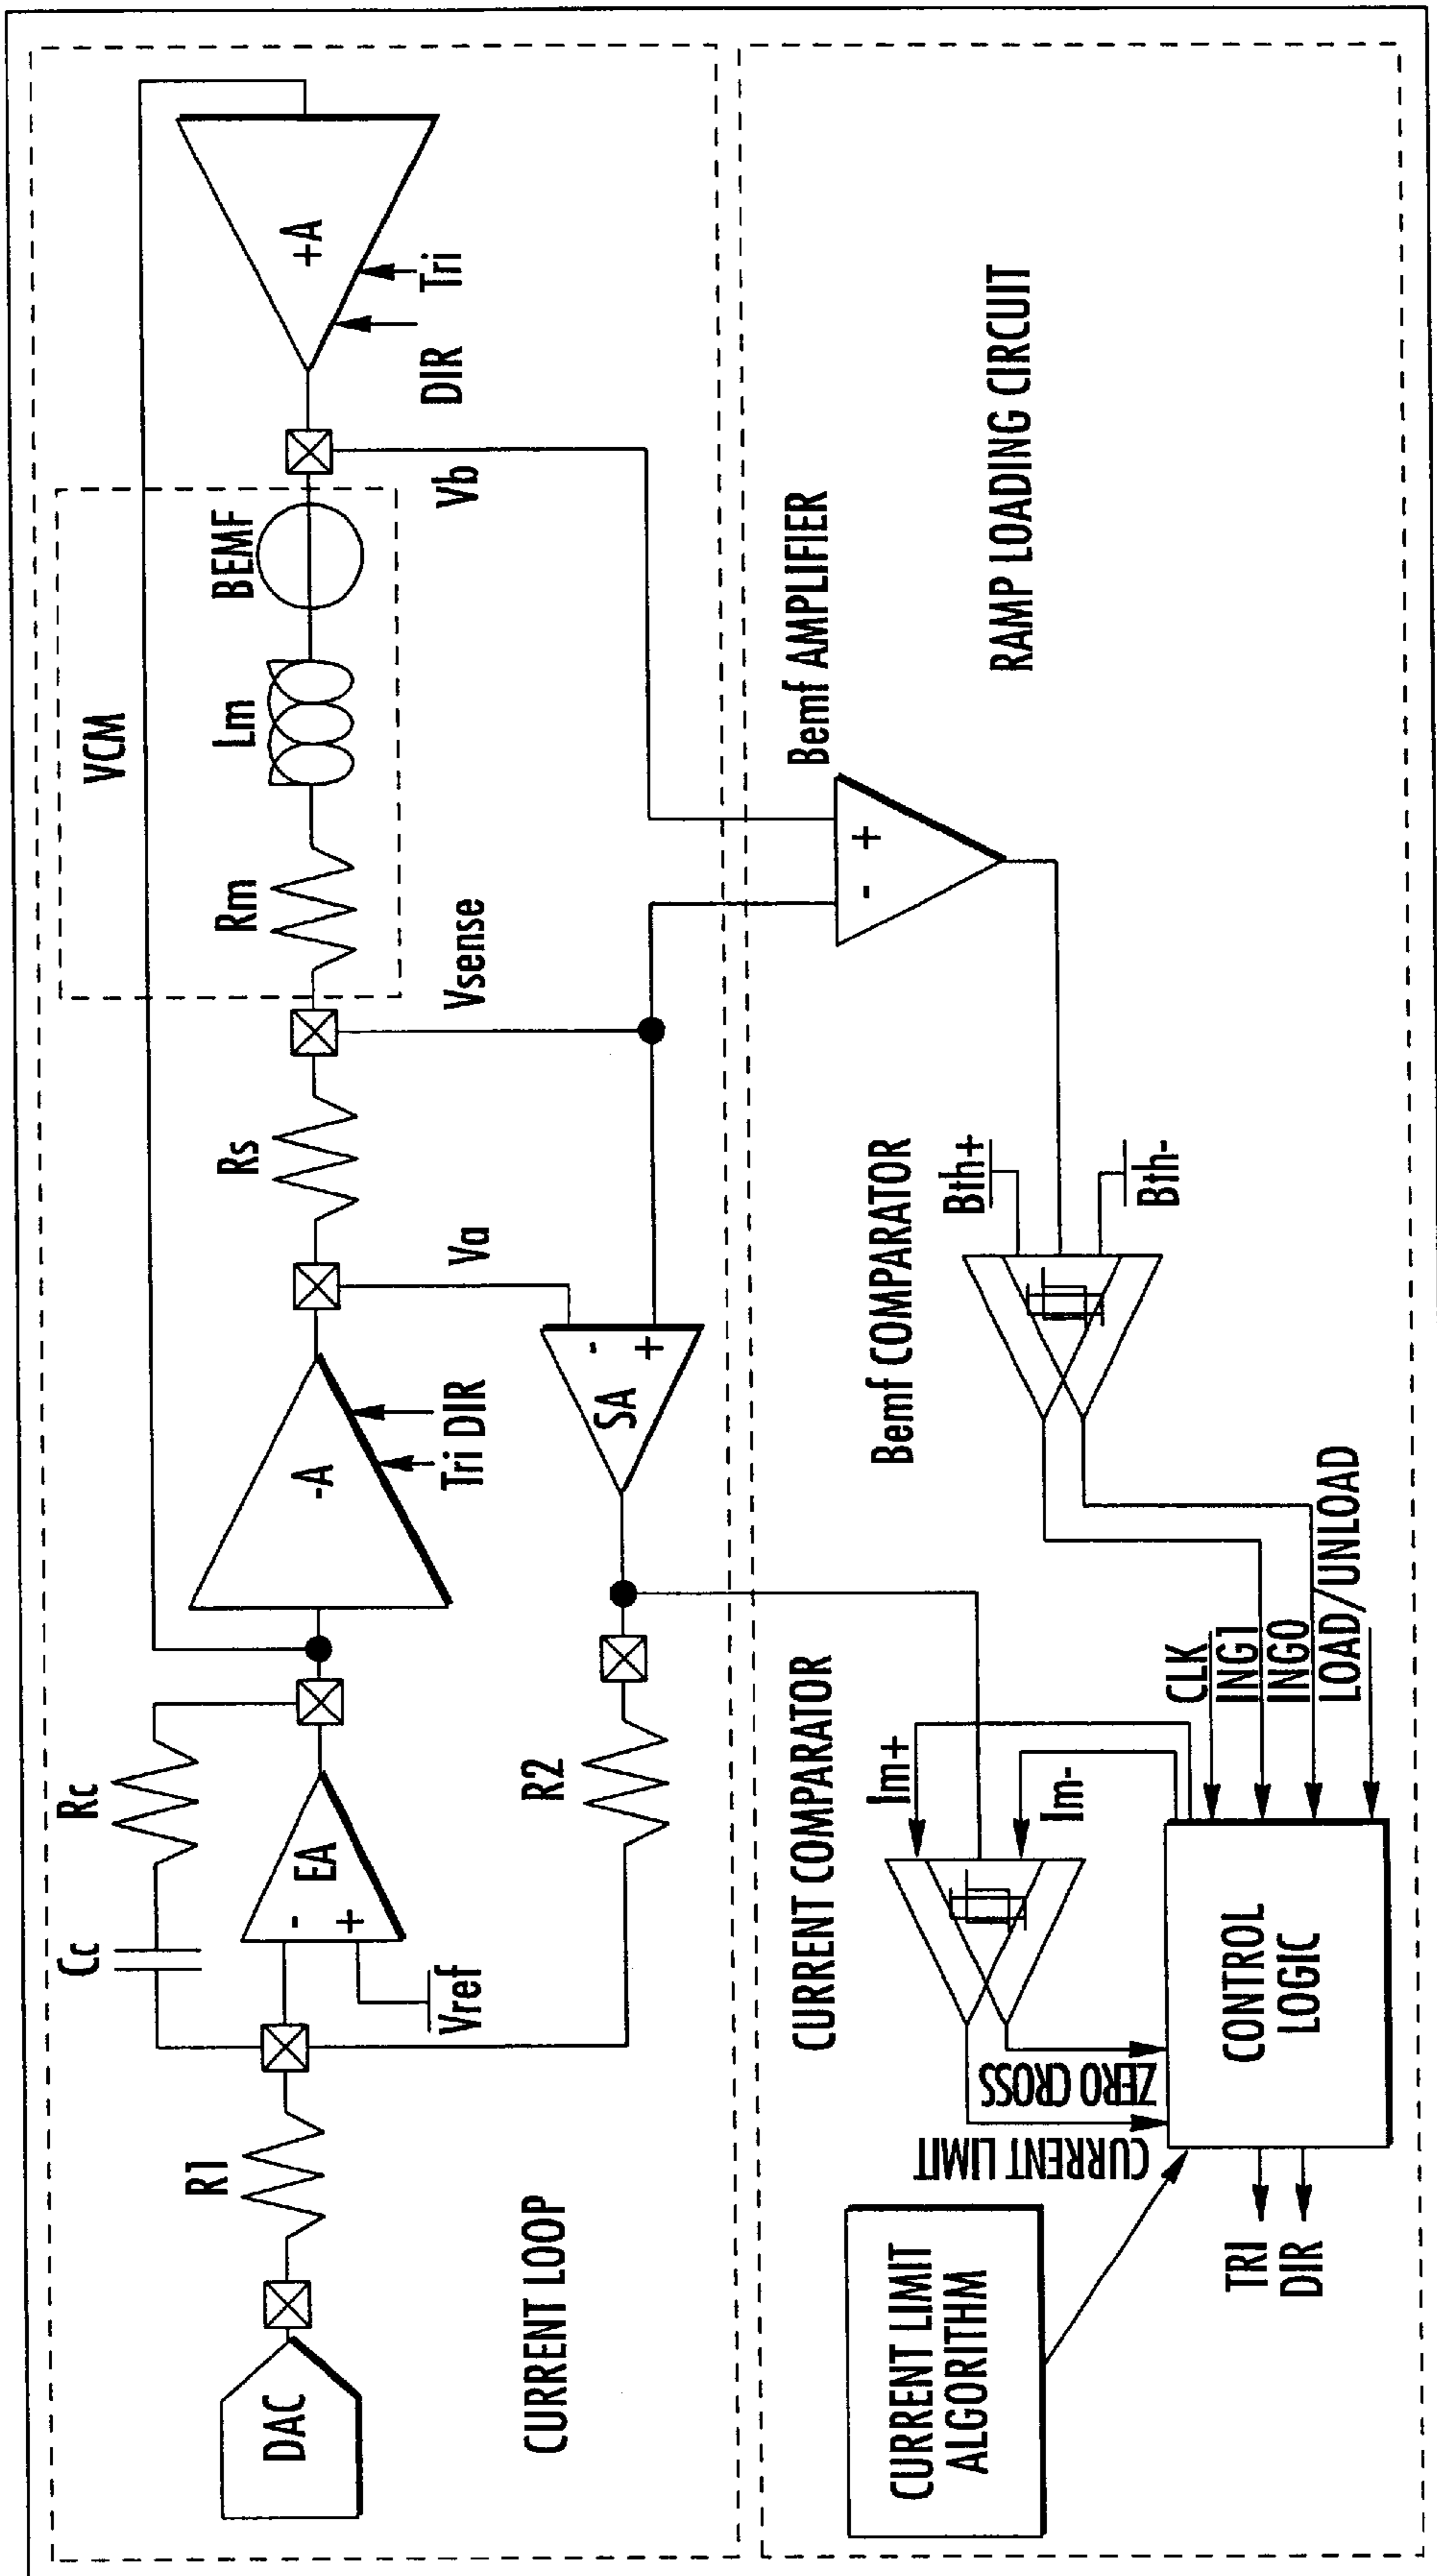 VCM
DAC
R1
Cc
Rc
-
+
EA
Vref
-A
Tri DIR
Va
Rs
Vsense
Rm
Lm
BEMF
Vb
+A
DIR
Tri
R2
SA
-
+
CURRENT LOOP
CURRENT LIMIT
ALGORITHM
CURRENT COMPARATOR
Im+
Im-
CURRENT LIMIT
ZERO CROSS
CONTROL
LOGIC
TRI
DIR
CLK
ING1
ING0
LOAD/UNLOAD
Bemf COMPARATOR
Bth+
Bth-
Bemf AMPLIFIER
-
+
RAMP LOADING CIRCUIT